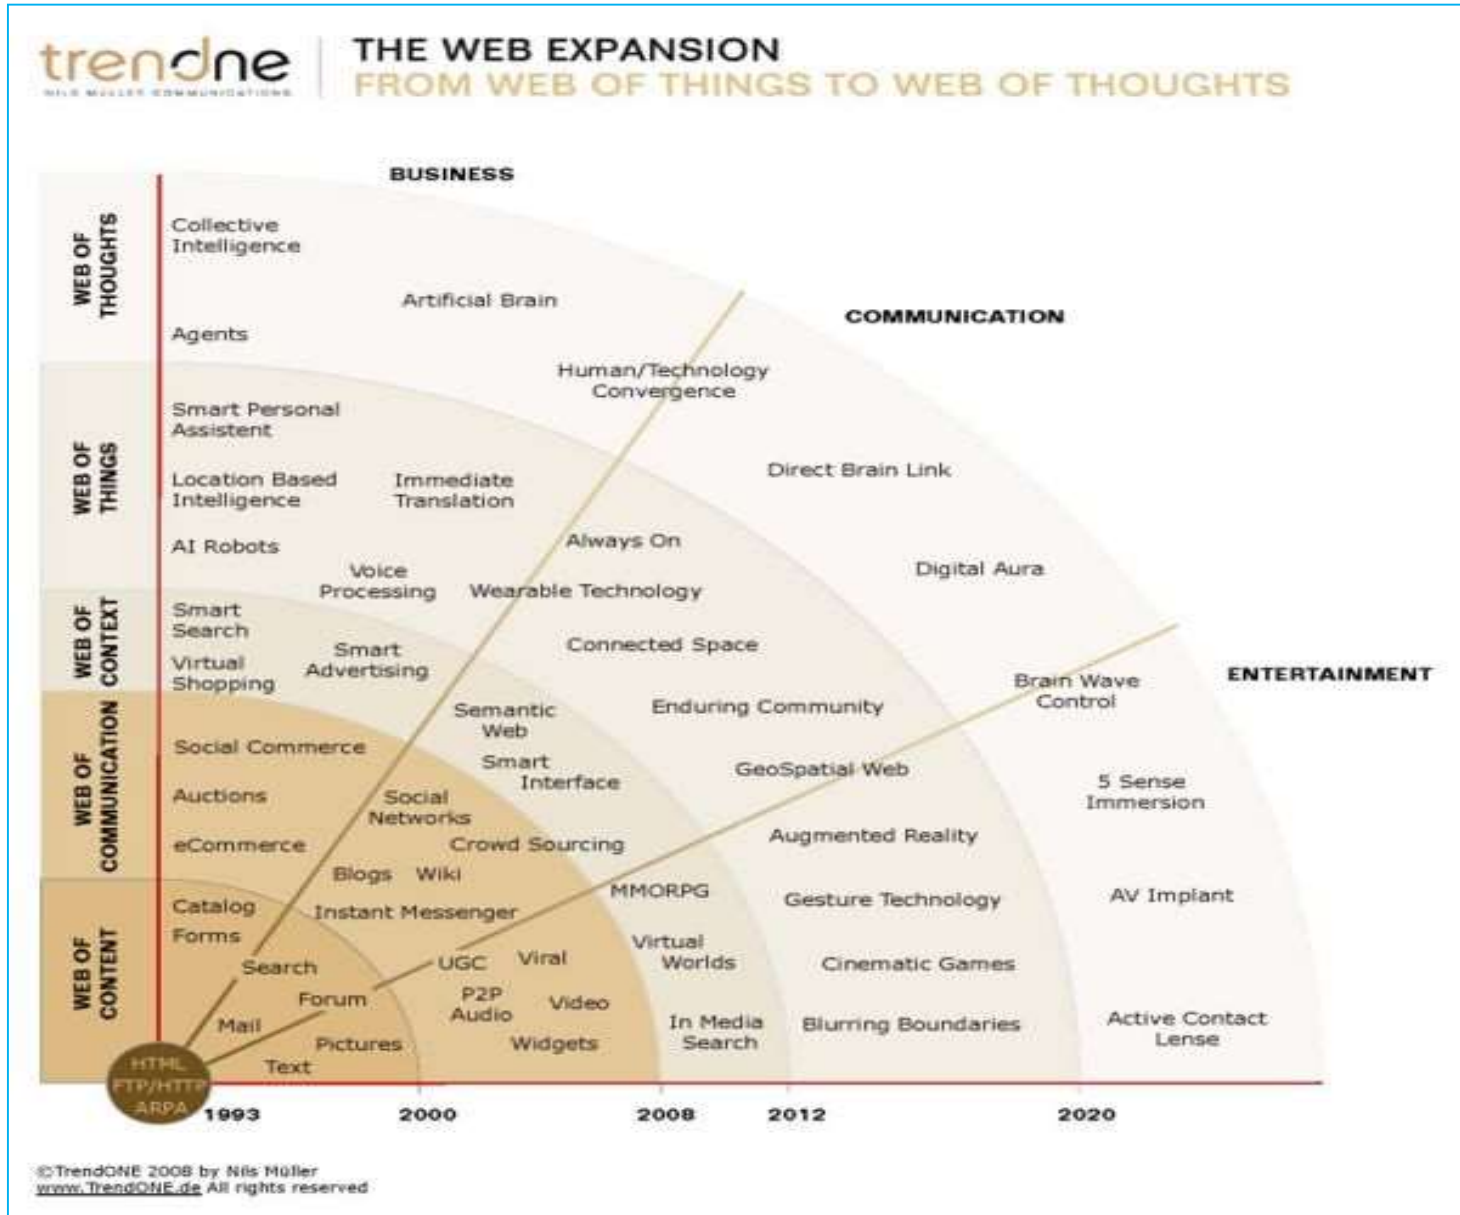 trendne
NILS MÜLLER COMMUNICATIONS
THE WEB EXPANSION
FROM WEB OF THINGS TO WEB OF THOUGHTS
BUSINESS
COMMUNICATION
ENTERTAINMENT
WEB OF
THOUGHTS
Collective
Intelligence
Artificial Brain
Agents
Human/Technology
Convergence
Direct Brain Link
Digital Aura
Brain Wave
Control
5 Sense
Immersion
AV Implant
Active Contact
Lense
WEB OF
THINGS
Smart Personal
Assistent
Location Based
Intelligence
Immediate
Translation
AI Robots
Voice
Processing
Always On
Wearable Technology
Connected Space
Enduring Community
GeoSpatial Web
Augmented Reality
Gesture Technology
Cinematic Games
Blurring Boundaries
WEB OF
CONTEXT
Smart
Search
Virtual
Shopping
Smart
Advertising
Semantic
Web
Smart
Interface
MMORPG
Virtual
Worlds
In Media
Search
WEB OF
COMMUNICATION
Social Commerce
Auctions
eCommerce
Social
Networks
Crowd Sourcing
Blogs
Wiki
Instant Messenger
UGC
Viral
P2P
Audio
Video
Widgets
WEB OF
CONTENT
Catalog
Forms
Search
Forum
Mail
Pictures
Text
HTML
FTP/HTTP
ARPA
1993
2000
2008
2012
2020
©TrendONE 2008 by Nils Müller
www.TrendONE.de All rights reserved